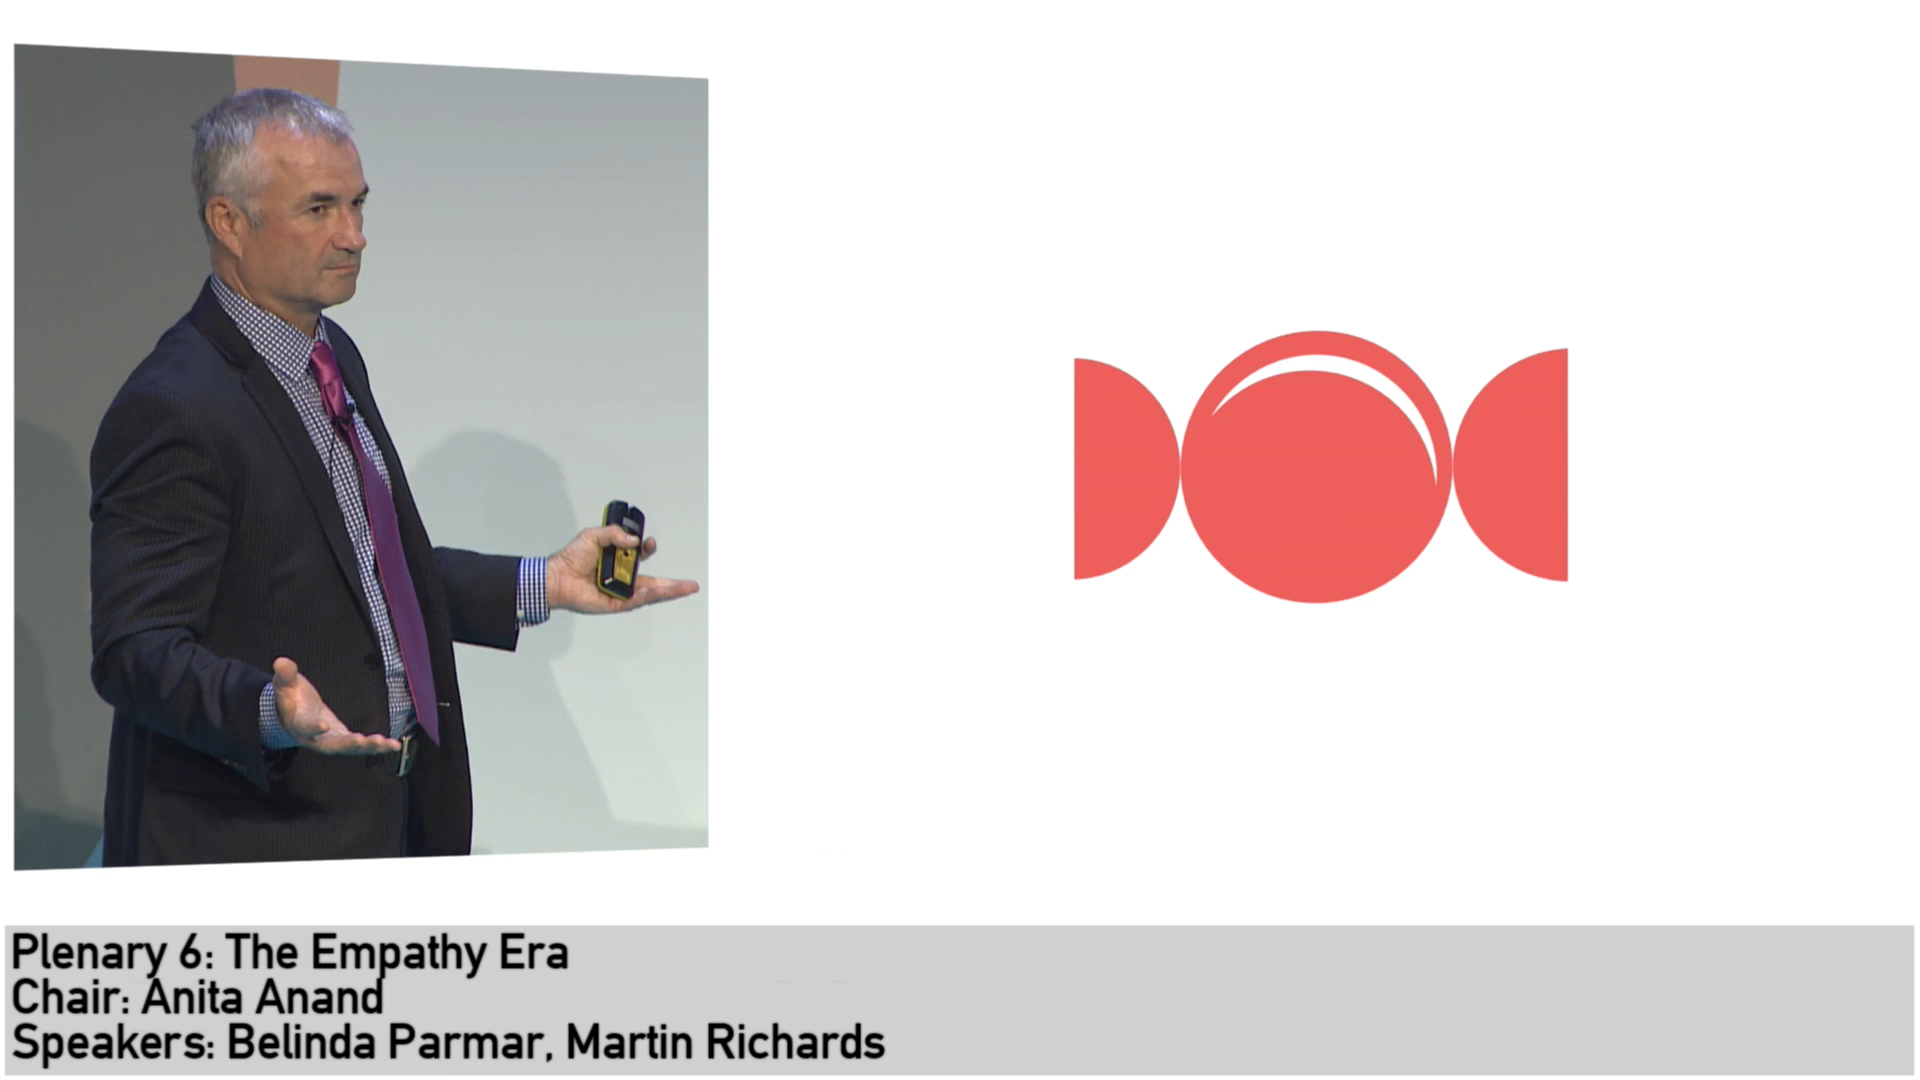 Plenary 6: The Empathy Era
Chair: Anita Anand
Speakers: Belinda Parmar, Martin Richards